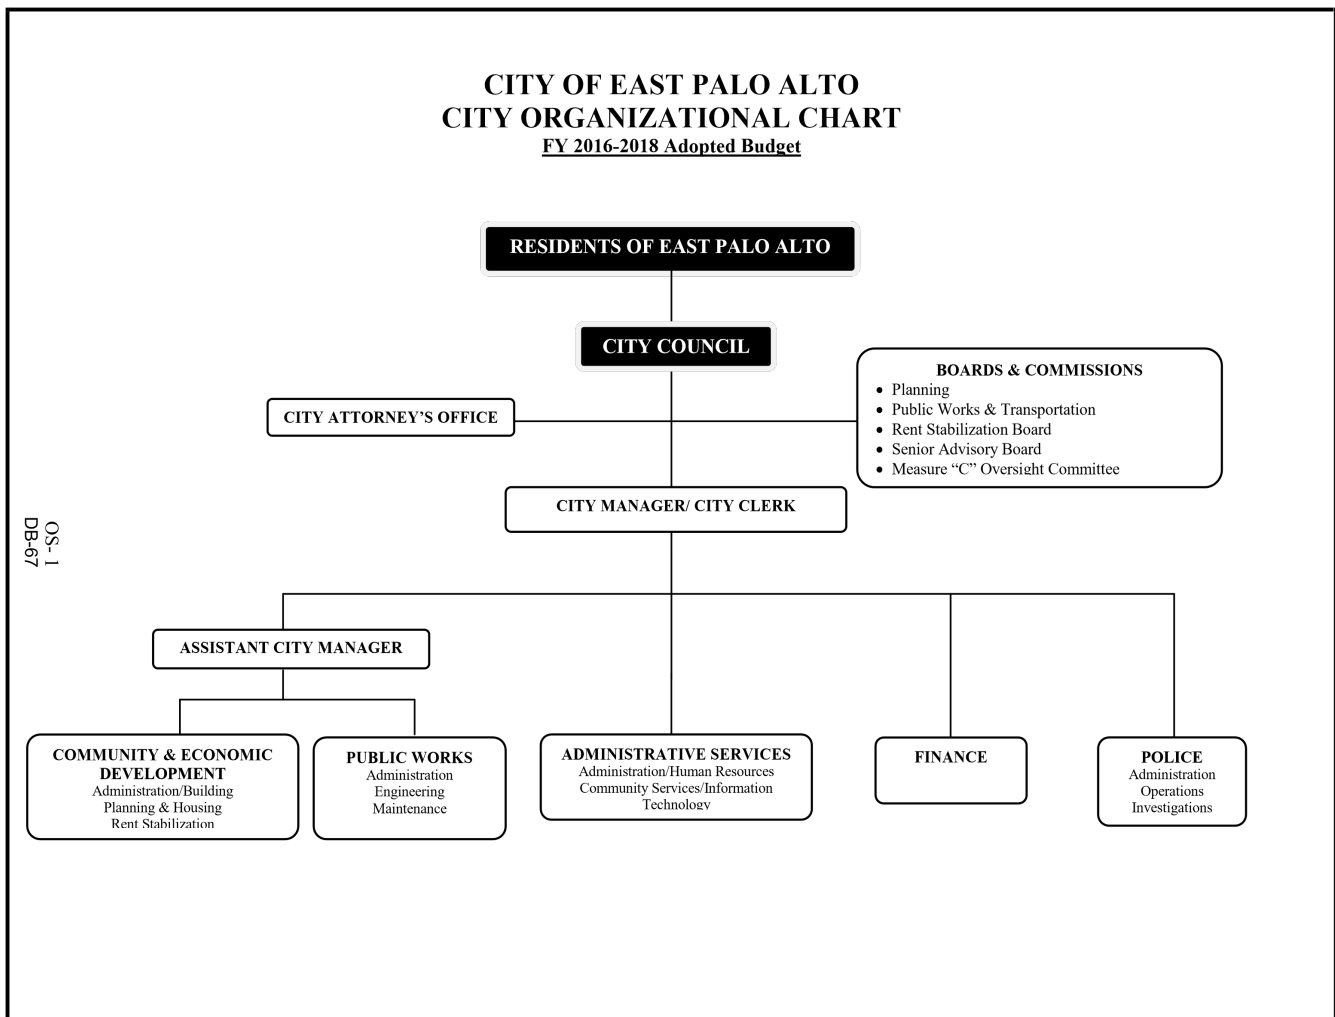 CITY OF EAST PALO ALTO
CITY ORGANIZATIONAL CHART
FY 2016-2018 Adopted Budget
RESIDENTS OF EAST PALO ALTO
CITY COUNCIL
CITY ATTORNEY’S OFFICE
BOARDS & COMMISSIONS
• Planning
• Public Works & Transportation
• Rent Stabilization Board
• Senior Advisory Board
• Measure “C” Oversight Committee
CITY MANAGER/ CITY CLERK
OS- 1
DB-67
ASSISTANT CITY MANAGER
COMMUNITY & ECONOMIC
DEVELOPMENT
Administration/Building
Planning & Housing
Rent Stabilization
PUBLIC WORKS
Administration
Engineering
Maintenance
ADMINISTRATIVE SERVICES
Administration/Human Resources
Community Services/Information
Technology
FINANCE
POLICE
Administration
Operations
Investigations